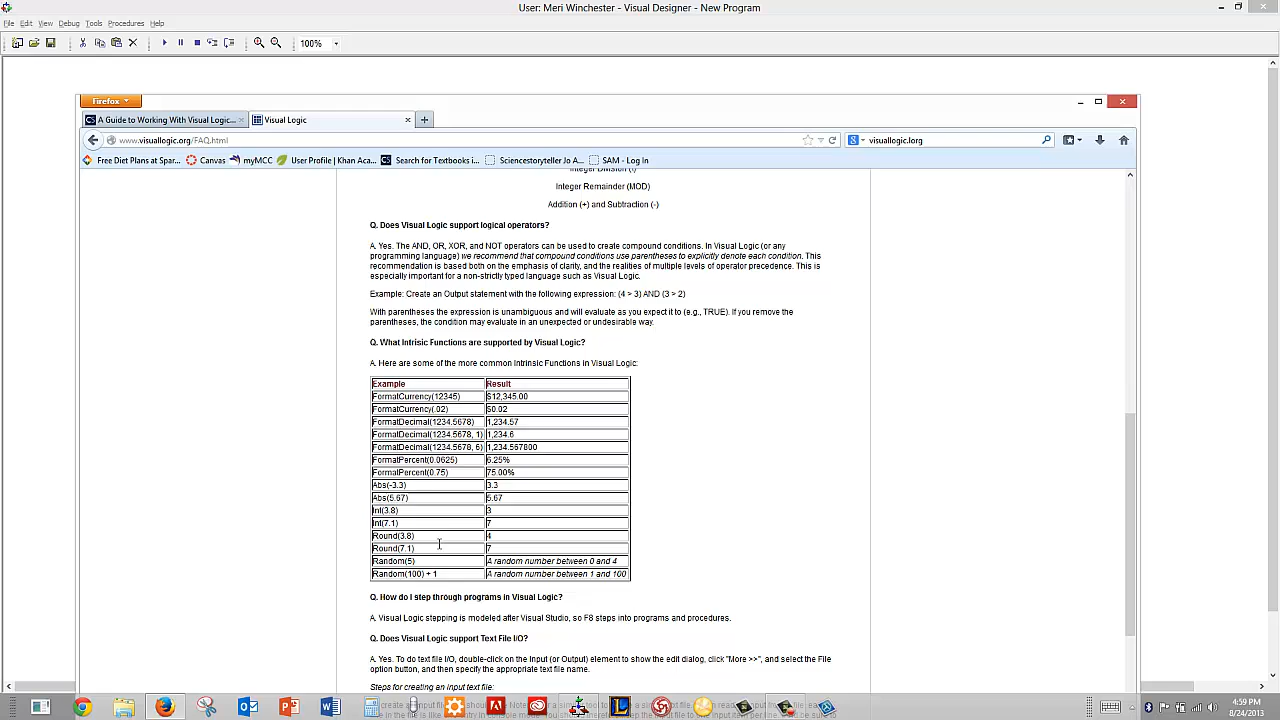 User: Meri Winchester - Visual Designer - New Program
File Edit View Debug Tools Procedures Help
100%
Firefox
A Guide to Working With Visual Logic...
Visual Logic
www.visuallogic.org/FAQ.html
visuallogic.lorg
Free Diet Plans at Spar...
Canvas
myMCC
User Profile | Khan Aca...
Search for Textbooks i...
Sciencestoryteller Jo A...
SAM - Log In
Integer Division (\)
Integer Remainder (MOD)
Addition (+) and Subtraction (-)
Q. Does Visual Logic support logical operators?
A. Yes. The AND, OR, XOR, and NOT operators can be used to create compound conditions. In Visual Logic (or any
programming language) we recommend that compound conditions use parentheses to explicitly denote each condition. This
recommendation is based both on the emphasis of clarity, and the realities of multiple levels of operator precedence. This is
especially important for a non-strictly typed language such as Visual Logic.
Example: Create an Output statement with the following expression: (4 > 3) AND (3 > 2)
With parentheses the expression is unambiguous and will evaluate as you expect it to (e.g., TRUE). If you remove the
parentheses, the condition may evaluate in an unexpected or undesirable way.
Q. What Intrisic Functions are supported by Visual Logic?
A. Here are some of the more common Intrinsic Functions in Visual Logic:
Example Result
FormatCurrency(12345) $12,345.00
FormatCurrency(.02) $0.02
FormatDecimal(1234.5678) 1,234.57
FormatDecimal(1234.5678, 1) 1,234.6
FormatDecimal(1234.5678, 6) 1,234.567800
FormatPercent(0.0625) 6.25%
FormatPercent(0.75) 75.00%
Abs(-3.3) 3.3
Abs(5.67) 5.67
Int(3.8) 3
Int(7.1) 7
Round(3.8) 4
Round(7.1) 7
Random(5) A random number between 0 and 4
Random(100) + 1 A random number between 1 and 100
Q. How do I step through programs in Visual Logic?
A. Visual Logic stepping is modeled after Visual Studio, so F8 steps into programs and procedures.
Q. Does Visual Logic support Text File I/O?
A. Yes. To do text file I/O, double-click on the Input (or Output) element to show the edit dialog, click "More >>", and select the File
option button, and then specify the appropriate text file name.
Steps for creating an input text file:
4:59 PM
8/24/2013